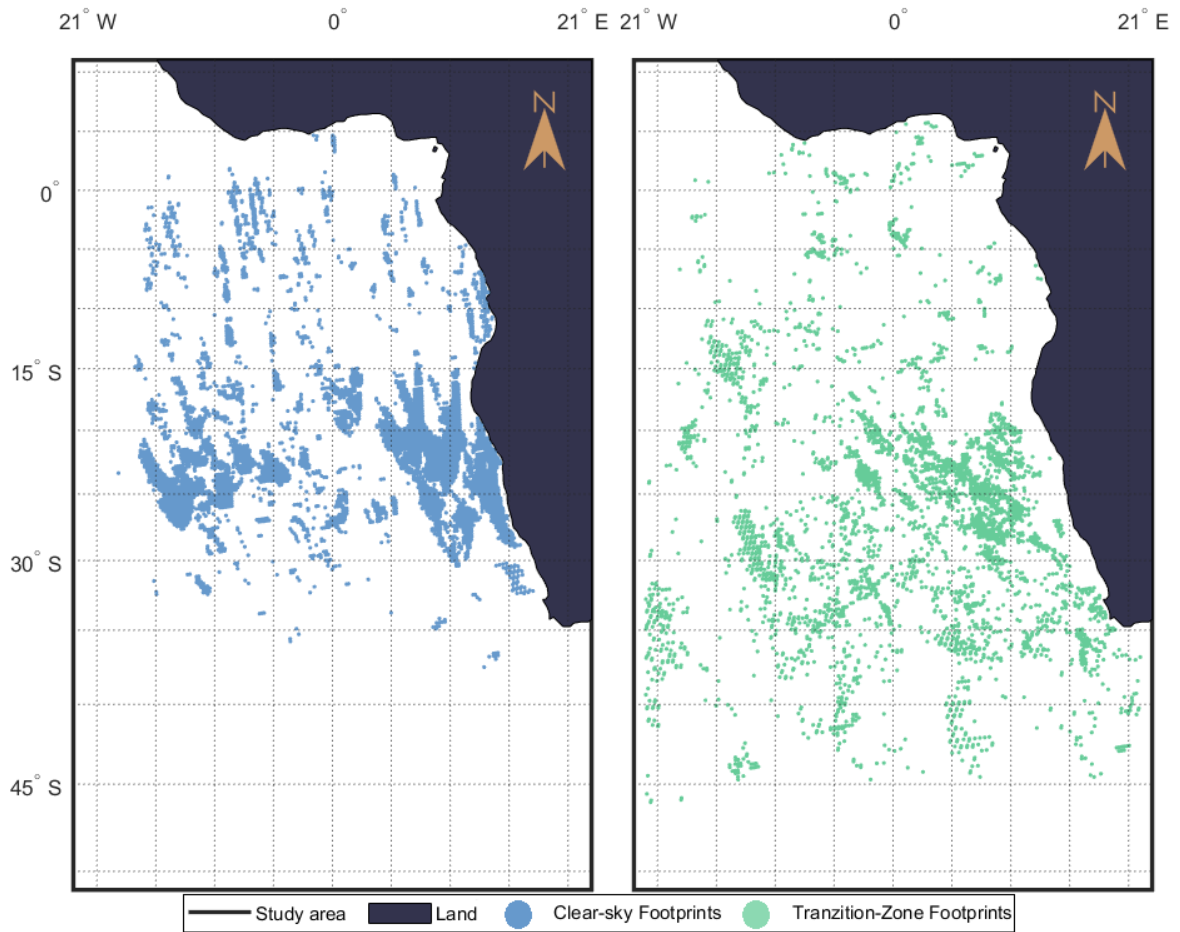 21° W 0° 21° E 21° W 0° 21° E
N N
0°
15° S
30° S
45° S
Study area Land Clear-sky Footprints Tranzition-Zone Footprints